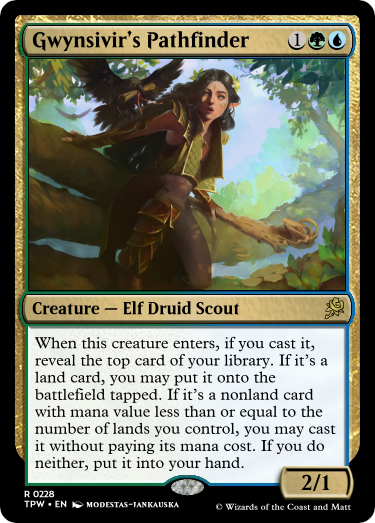 Gwynsivir's Pathfinder 1
Creature — Elf Druid Scout
When this creature enters, if you cast it,
reveal the top card of your library. If it's a
land card, you may put it onto the
battlefield tapped. If it's a nonland card
with mana value less than or equal to the
number of lands you control, you may cast
it without paying its mana cost. If you do
neither, put it into your hand.
2/1
R 0228
TPW • EN MODESTAS-JANKAUSKA
© Wizards of the Coast and Matt